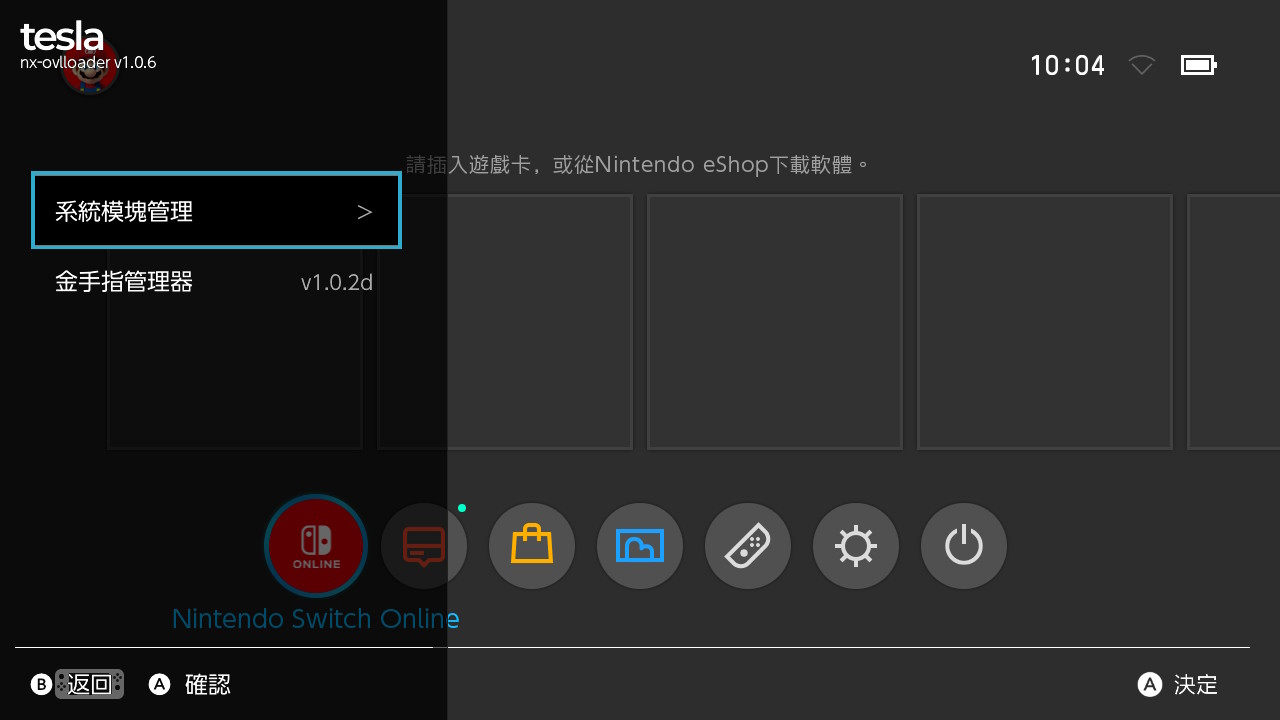 tesla
nx-ovlloader v1.0.6
10:04
請插入遊戲卡，或從Nintendo eShop下載軟體。
系統模塊管理 >
金手指管理器 v1.0.2d
ONLINE
Nintendo Switch Online
B 返回 A 確認
A 決定